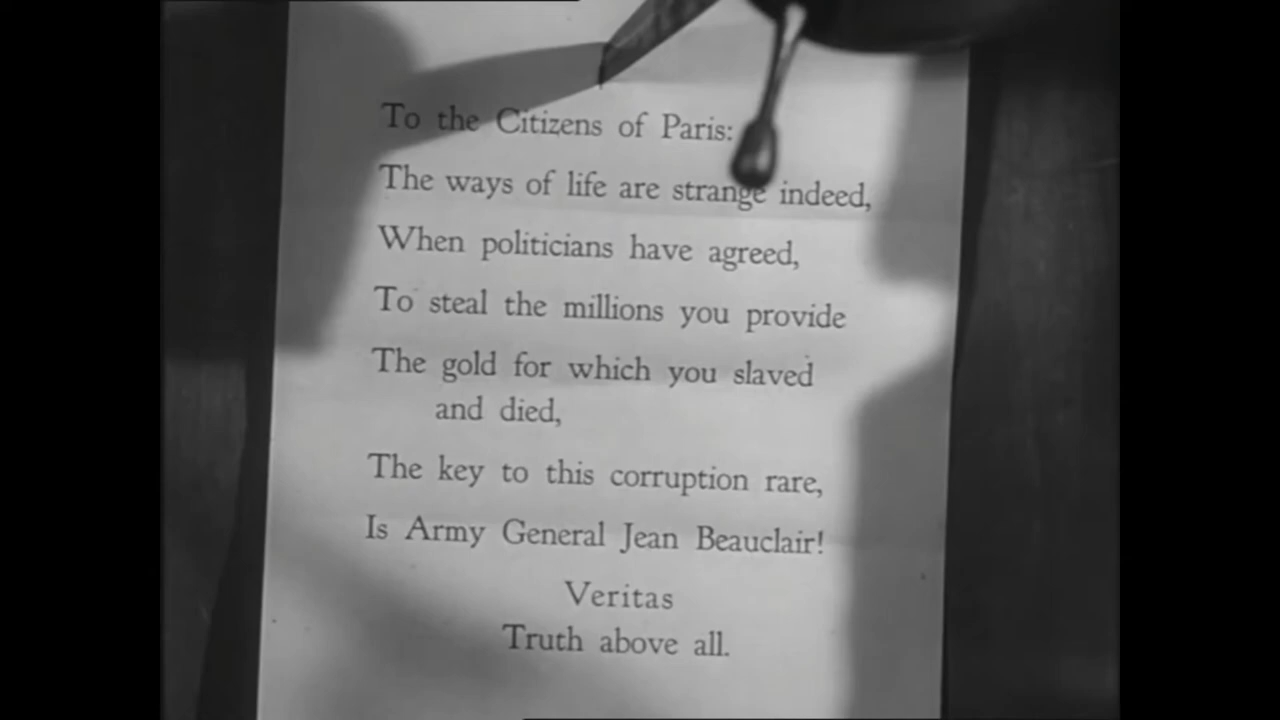 To the Citizens of Paris:
The ways of life are strange indeed,
When politicians have agreed,
To steal the millions you provide
The gold for which you slaved
and died,
The key to this corruption rare,
Is Army General Jean Beauclair!
Veritas
Truth above all.